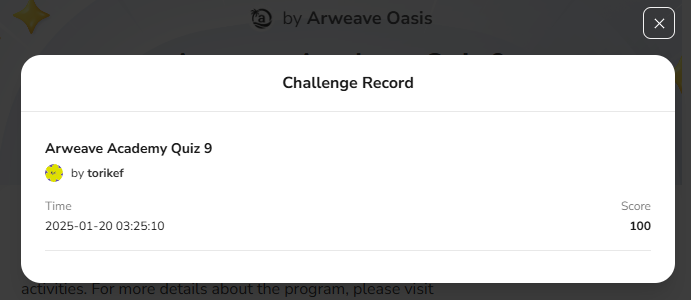 by Arweave Oasis
Challenge Record
Arweave Academy Quiz 9
by torikef
Time
Score
2025-01-20 03:25:10
100
activities. For more details about the program, please visit